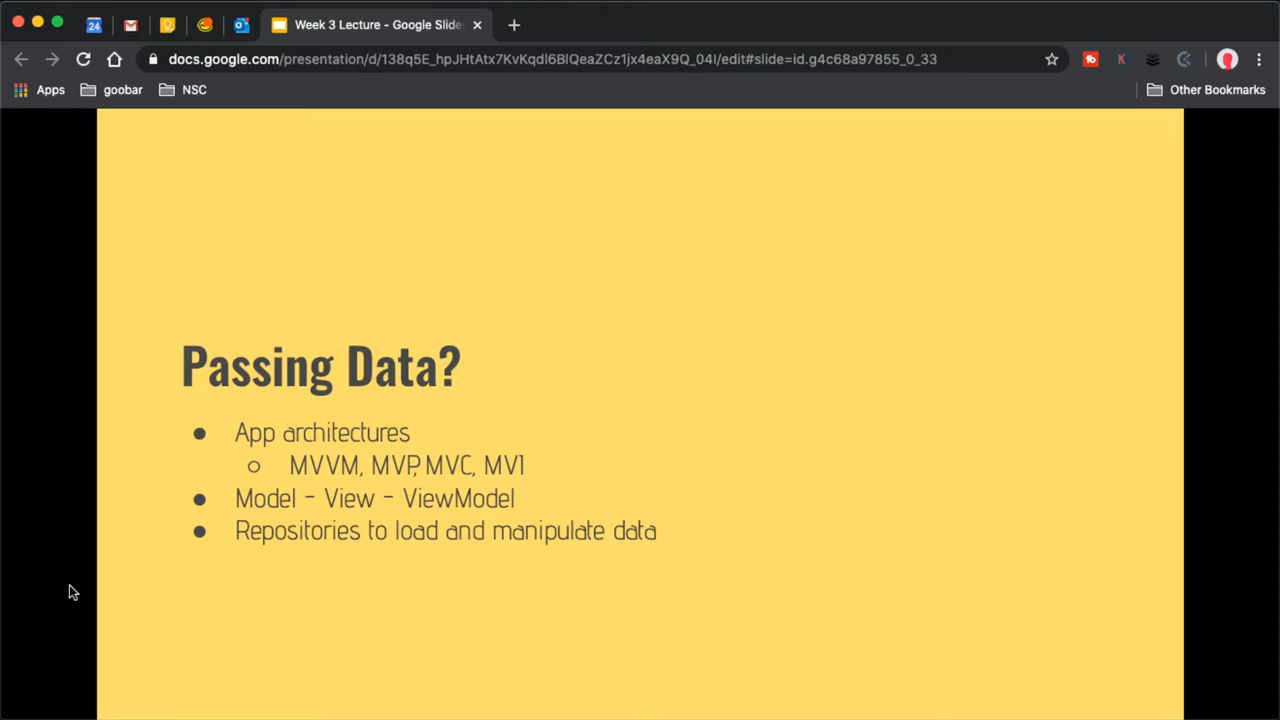 24
Week 3 Lecture - Google Slide
docs.google.com/presentation/d/138q5E_hpJHtAtx7KvKqdl6BlQeaZCz1jx4eaX9Q_04I/edit#slide=id.g4c68a97855_0_33
Apps
goobar
NSC
Other Bookmarks
Passing Data?
● App architectures
○ MVVM, MVP, MVC, MVI
● Model - View - ViewModel
● Repositories to load and manipulate data